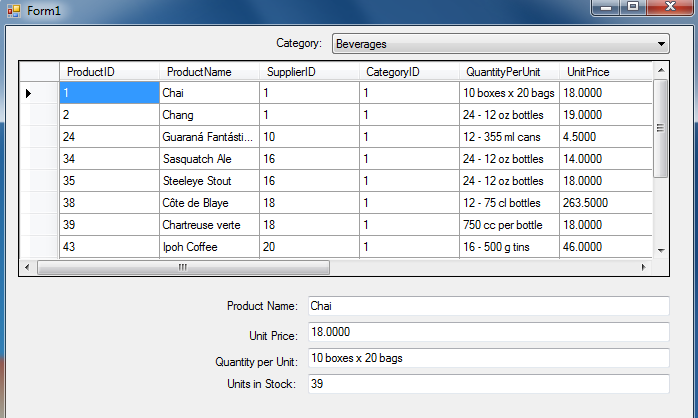 Form1
Category: Beverages
ProductID ProductName SupplierID CategoryID QuantityPerUnit UnitPrice
1 Chai 1 1 10 boxes x 20 bags 18.0000
2 Chang 1 1 24 - 12 oz bottles 19.0000
24 Guaraná Fantásti... 10 1 12 - 355 ml cans 4.5000
34 Sasquatch Ale 16 1 24 - 12 oz bottles 14.0000
35 Steeleye Stout 16 1 24 - 12 oz bottles 18.0000
38 Côte de Blaye 18 1 12 - 75 cl bottles 263.5000
39 Chartreuse verte 18 1 750 cc per bottle 18.0000
43 Ipoh Coffee 20 1 16 - 500 g tins 46.0000
Product Name: Chai
Unit Price: 18.0000
Quantity per Unit: 10 boxes x 20 bags
Units in Stock: 39